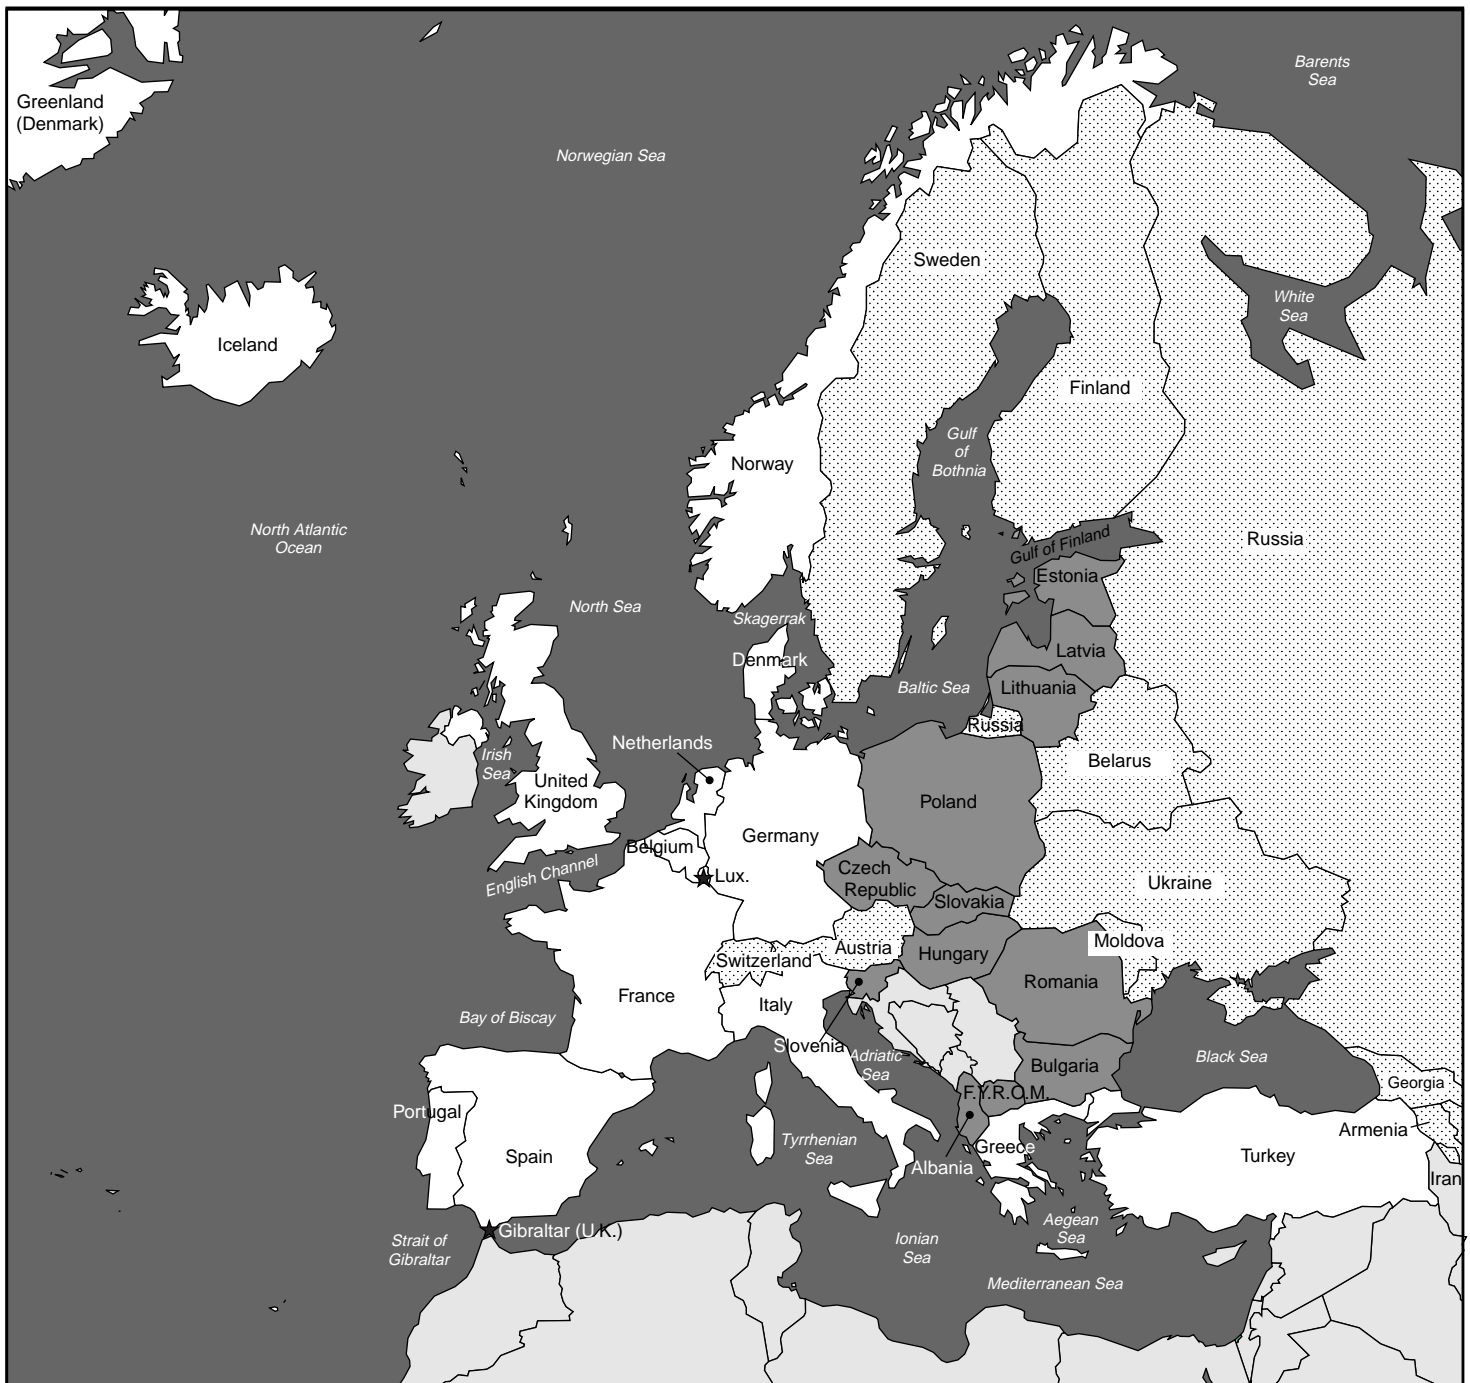 Barents
Sea
Greenland
(Denmark)
Norwegian Sea
Sweden
White
Sea
Iceland
Finland
Gulf
of
Bothnia
Norway
North Atlantic
Ocean
Gulf of Finland
Russia
Estonia
North Sea
Skagerrak
Latvia
Denmark
Baltic Sea
Lithuania
Russia
Netherlands
Irish
Sea
Belarus
United
Kingdom
Poland
Germany
Belgium
English Channel
Lux.
Czech
Republic
Ukraine
Slovakia
Austria
Moldova
Switzerland
Hungary
Romania
France
Italy
Bay of Biscay
Slovenia
Adriatic
Sea
Bulgaria
Black Sea
Georgia
F.Y.R.O.M.
Portugal
Armenia
Tyrrhenian
Sea
Greece
Spain
Albania
Turkey
Iran
Gibraltar (U.K.)
Strait of
Gibraltar
Aegean
Sea
Ionian
Sea
Mediterranean Sea